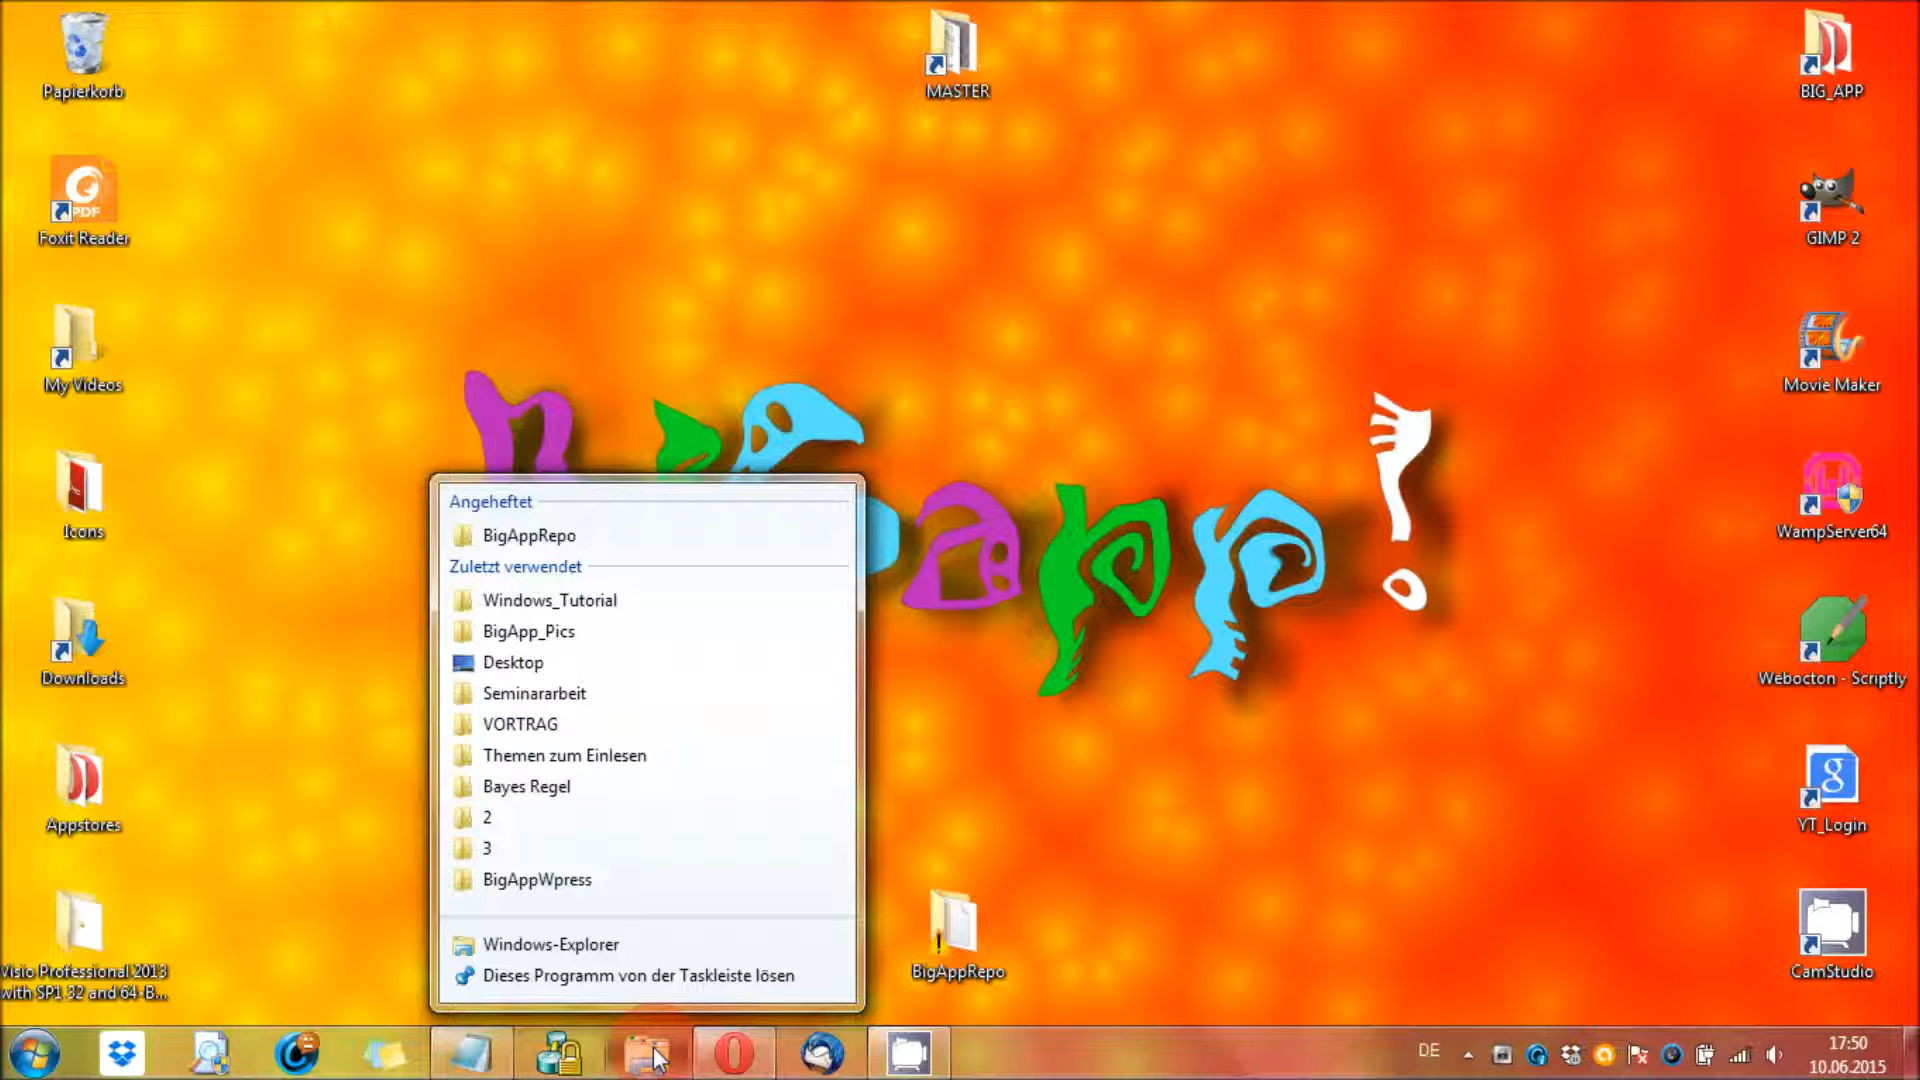 Papierkorb
MASTER
BIG_APP
PDF
Foxit Reader
GIMP 2
My Videos
Movie Maker
Icons
WampServer64
Downloads
Webocton - Scriptly
Appstores
YT_Login
Visio Professional 2013
with SP1 32 and 64-B...
BigAppRepo
CamStudio
app!
Angeheftet
BigAppRepo
Zuletzt verwendet
Windows_Tutorial
BigApp_Pics
Desktop
Seminararbeit
VORTRAG
Themen zum Einlesen
Bayes Regel
2
3
BigAppWpress
Windows-Explorer
Dieses Programm von der Taskleiste lösen
DE
17:50
10.06.2015